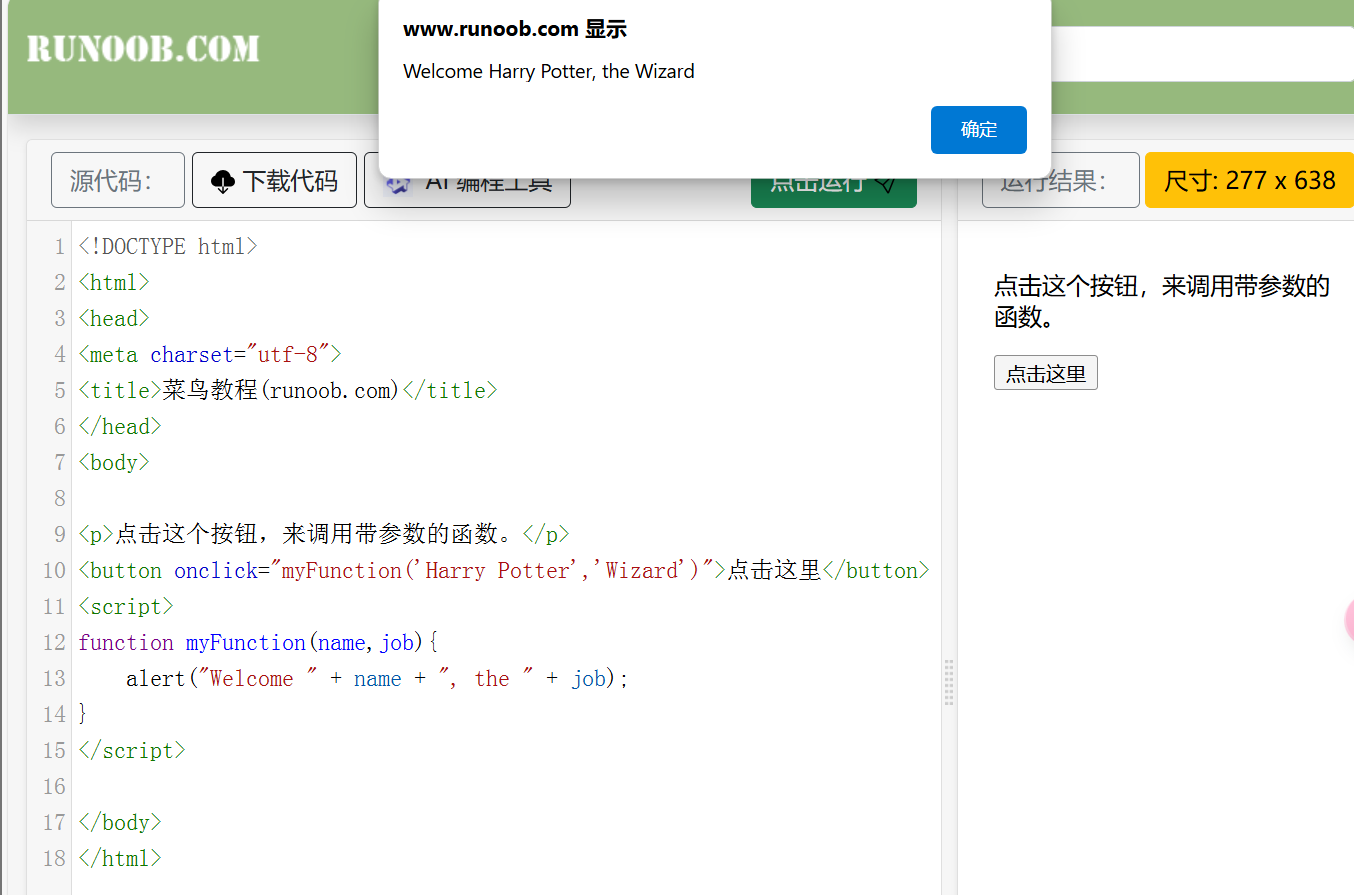 RUNOOB.COM
www.runoob.com 显示
Welcome Harry Potter, the Wizard
确定
源代码：
下载代码
AI 编程工具
点击运行
运行结果：
尺寸: 277 x 638
1 <!DOCTYPE html>
2 <html>
3 <head>
4 <meta charset="utf-8">
5 <title>菜鸟教程(runoob.com)</title>
6 </head>
7 <body>
8
9 <p>点击这个按钮，来调用带参数的函数。</p>
10 <button onclick="myFunction('Harry Potter','Wizard')">点击这里</button>
11 <script>
12 function myFunction(name,job){
13     alert("Welcome " + name + ", the " + job);
14 }
15 </script>
16
17 </body>
18 </html>
点击这个按钮，来调用带参数的
函数。
点击这里